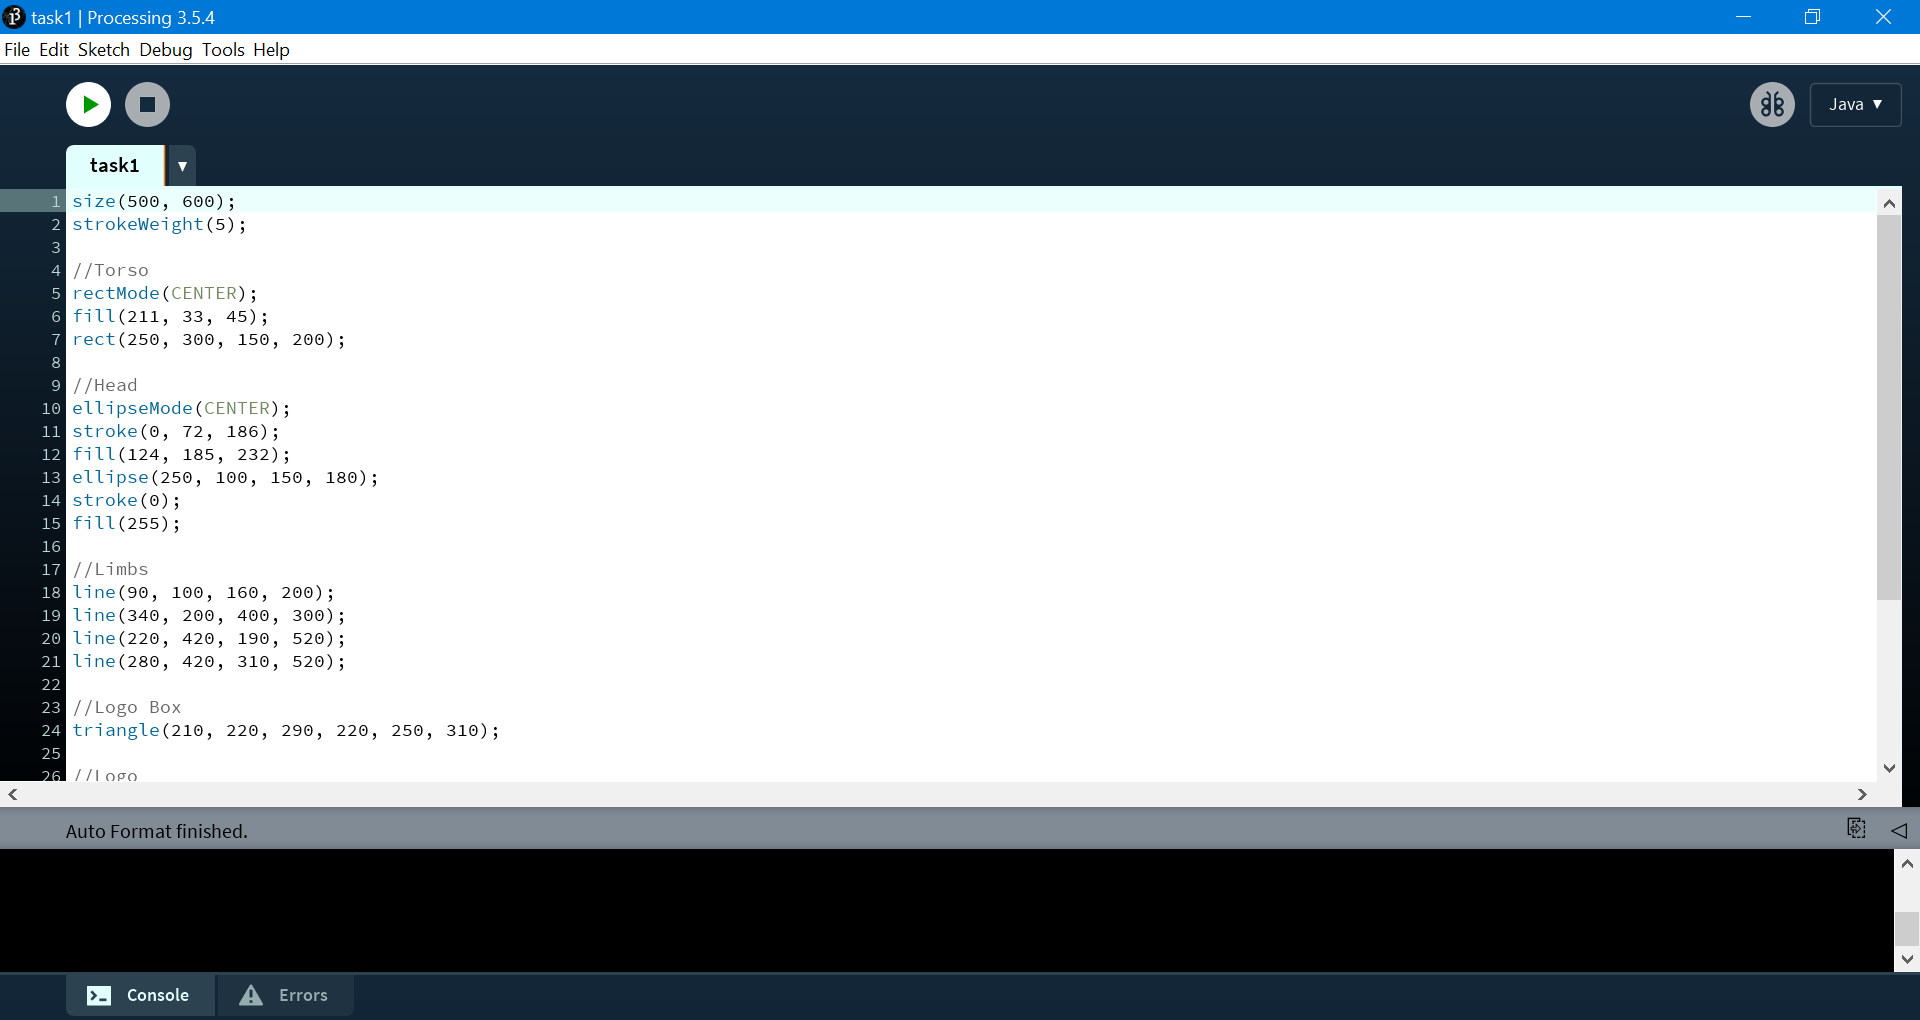 task1 | Processing 3.5.4
File Edit Sketch Debug Tools Help
Java ▼
task1 ▼
1 size(500, 600);
2 strokeWeight(5);
3
4 //Torso
5 rectMode(CENTER);
6 fill(211, 33, 45);
7 rect(250, 300, 150, 200);
8
9 //Head
10 ellipseMode(CENTER);
11 stroke(0, 72, 186);
12 fill(124, 185, 232);
13 ellipse(250, 100, 150, 180);
14 stroke(0);
15 fill(255);
16
17 //Limbs
18 line(90, 100, 160, 200);
19 line(340, 200, 400, 300);
20 line(220, 420, 190, 520);
21 line(280, 420, 310, 520);
22
23 //Logo Box
24 triangle(210, 220, 290, 220, 250, 310);
25
26 //Logo
Auto Format finished.
Console Errors